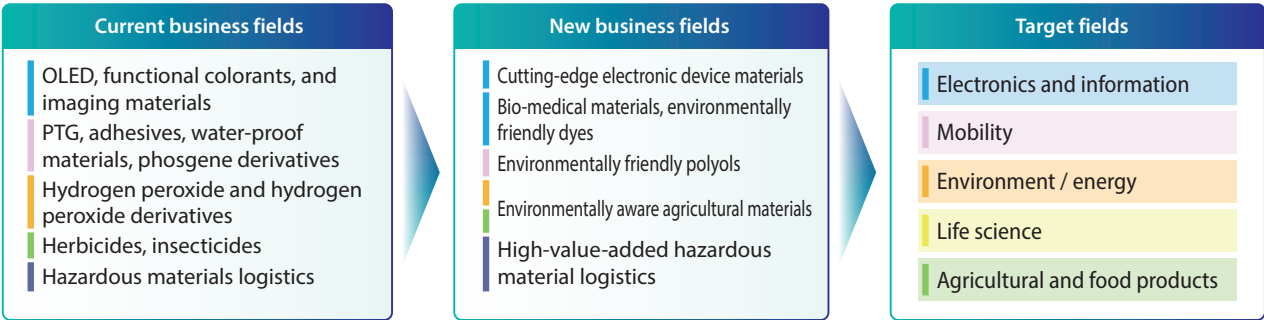 Current business fields
OLED, functional colorants, and
imaging materials
PTG, adhesives, water-proof
materials, phosgene derivatives
Hydrogen peroxide and hydrogen
peroxide derivatives
Herbicides, insecticides
Hazardous materials logistics
New business fields
Cutting-edge electronic device materials
Bio-medical materials, environmentally
friendly dyes
Environmentally friendly polyols
Environmentally aware agricultural materials
High-value-added hazardous
material logistics
Target fields
Electronics and information
Mobility
Environment / energy
Life science
Agricultural and food products